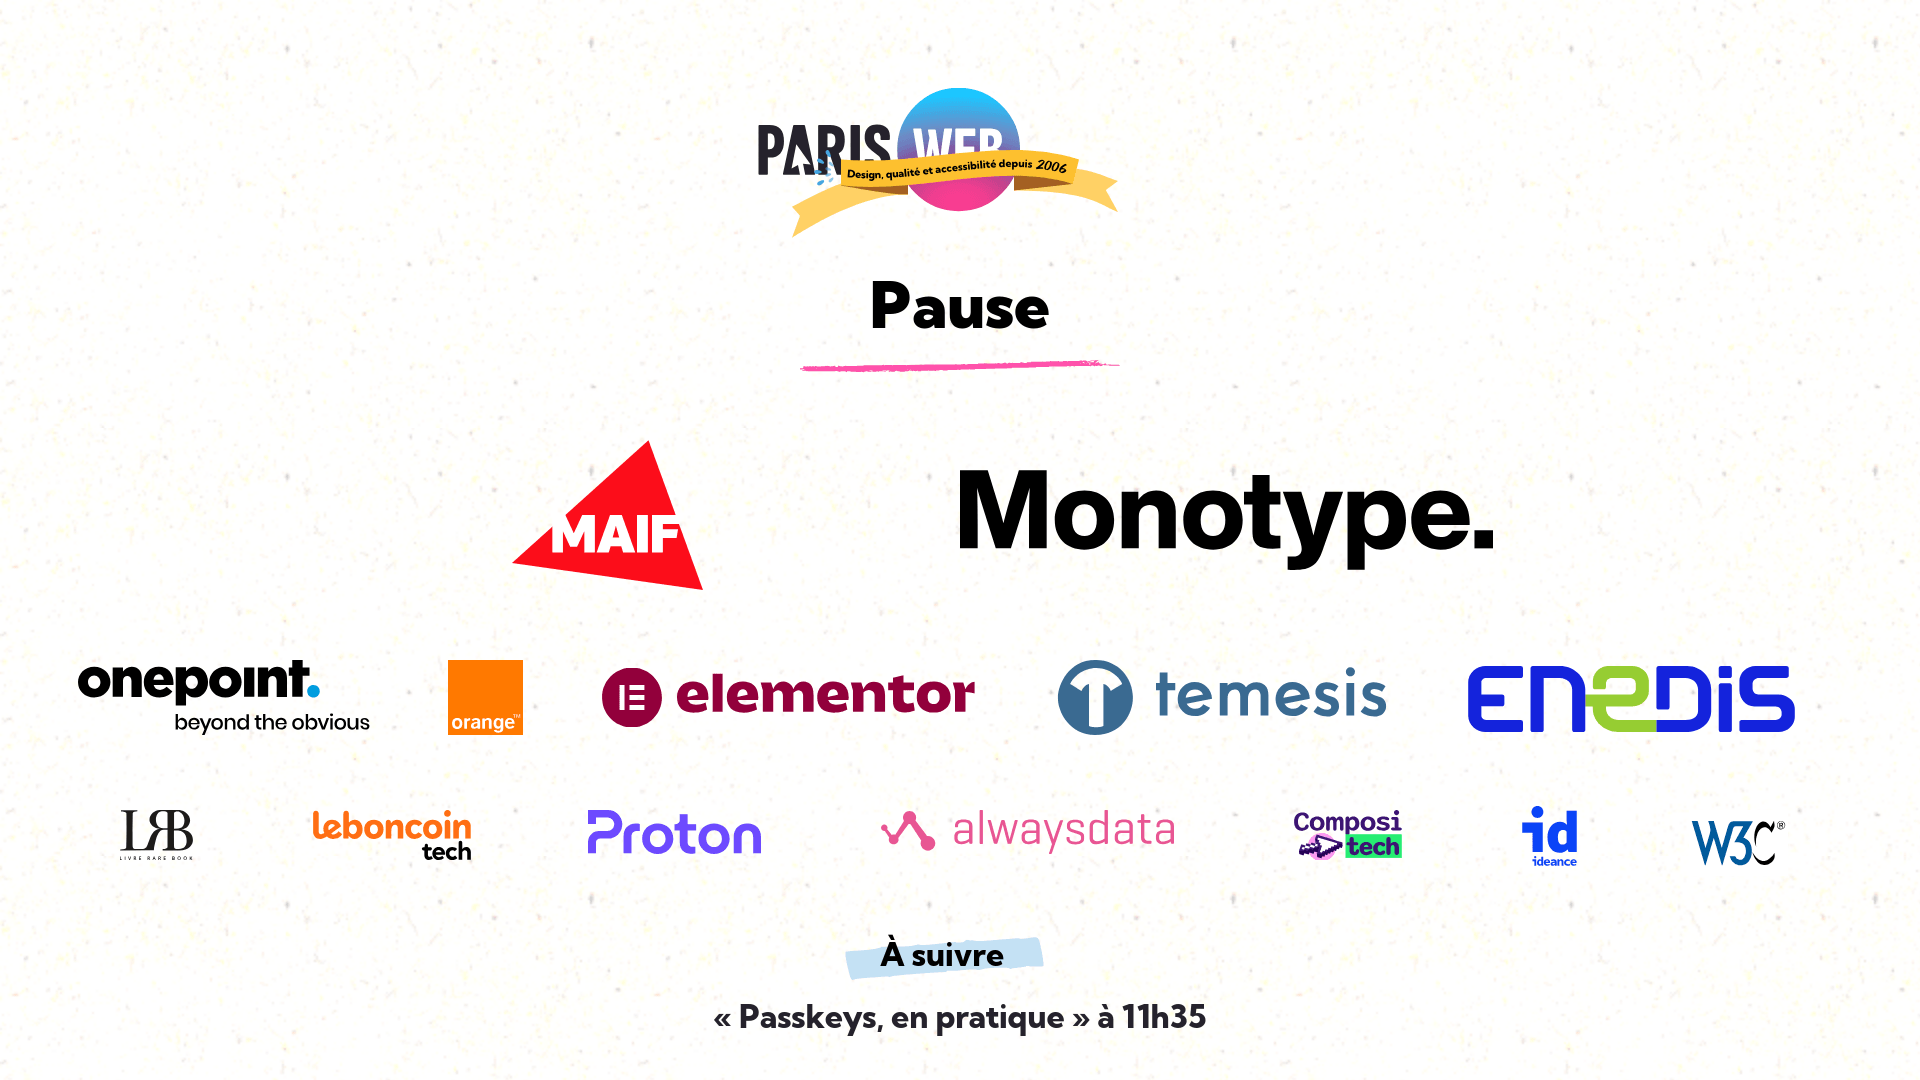 PARIS WEB
Design, qualité et accessibilité depuis 2006
Pause
MAIF
Monotype.
onepoint.
beyond the obvious
orange™
elementor
temesis
ENEDIS
LRB
LIVRE RARE BOOK
leboncoin
tech
Proton
alwaysdata
Composi
tech
id
ideance
W3C®
À suivre
« Passkeys, en pratique » à 11h35